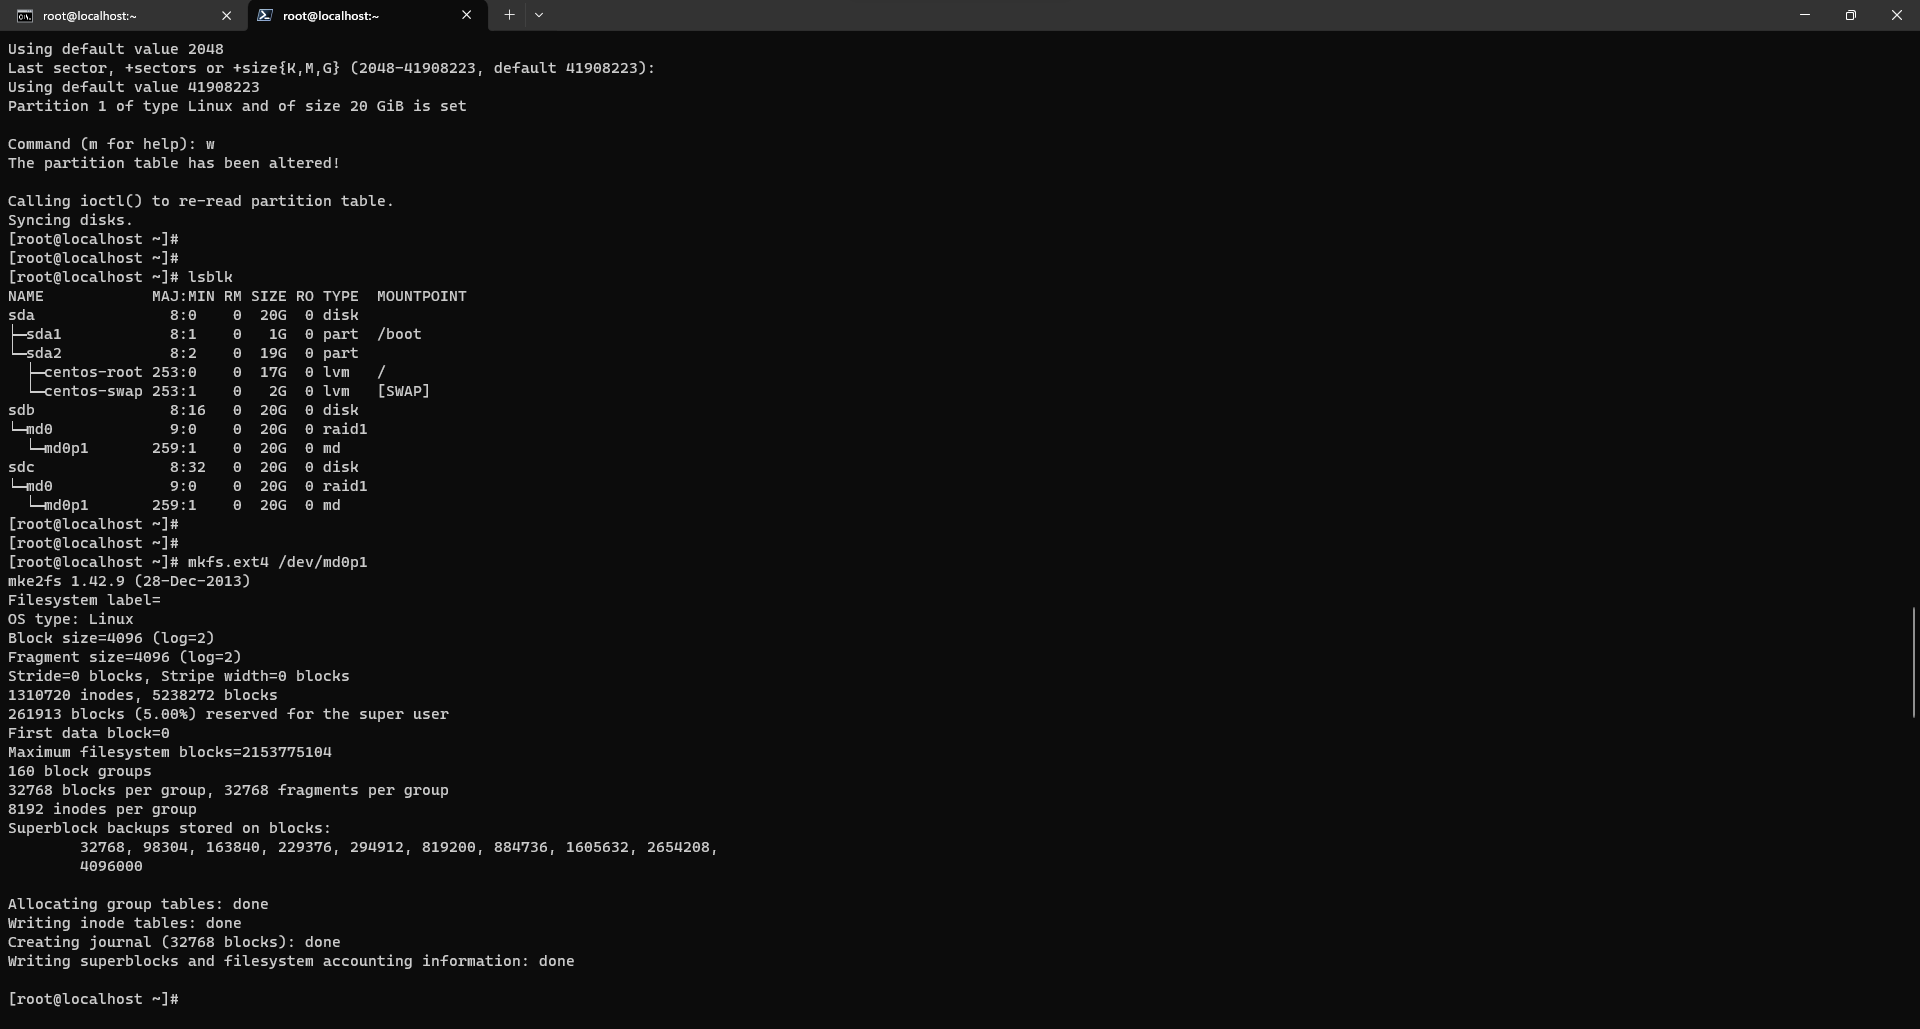 root@localhost:~
root@localhost:~
Using default value 2048
Last sector, +sectors or +size{K,M,G} (2048-41908223, default 41908223):
Using default value 41908223
Partition 1 of type Linux and of size 20 GiB is set
Command (m for help): w
The partition table has been altered!
Calling ioctl() to re-read partition table.
Syncing disks.
[root@localhost ~]#
[root@localhost ~]#
[root@localhost ~]# lsblk
NAME            MAJ:MIN RM SIZE RO TYPE  MOUNTPOINT
sda               8:0    0  20G  0 disk
├─sda1            8:1    0   1G  0 part  /boot
└─sda2            8:2    0  19G  0 part
  ├─centos-root 253:0    0  17G  0 lvm   /
  └─centos-swap 253:1    0   2G  0 lvm   [SWAP]
sdb               8:16   0  20G  0 disk
└─md0             9:0    0  20G  0 raid1
  └─md0p1       259:1    0  20G  0 md
sdc               8:32   0  20G  0 disk
└─md0             9:0    0  20G  0 raid1
  └─md0p1       259:1    0  20G  0 md
[root@localhost ~]#
[root@localhost ~]#
[root@localhost ~]# mkfs.ext4 /dev/md0p1
mke2fs 1.42.9 (28-Dec-2013)
Filesystem label=
OS type: Linux
Block size=4096 (log=2)
Fragment size=4096 (log=2)
Stride=0 blocks, Stripe width=0 blocks
1310720 inodes, 5238272 blocks
261913 blocks (5.00%) reserved for the super user
First data block=0
Maximum filesystem blocks=2153775104
160 block groups
32768 blocks per group, 32768 fragments per group
8192 inodes per group
Superblock backups stored on blocks:
        32768, 98304, 163840, 229376, 294912, 819200, 884736, 1605632, 2654208,
        4096000
Allocating group tables: done
Writing inode tables: done
Creating journal (32768 blocks): done
Writing superblocks and filesystem accounting information: done
[root@localhost ~]#